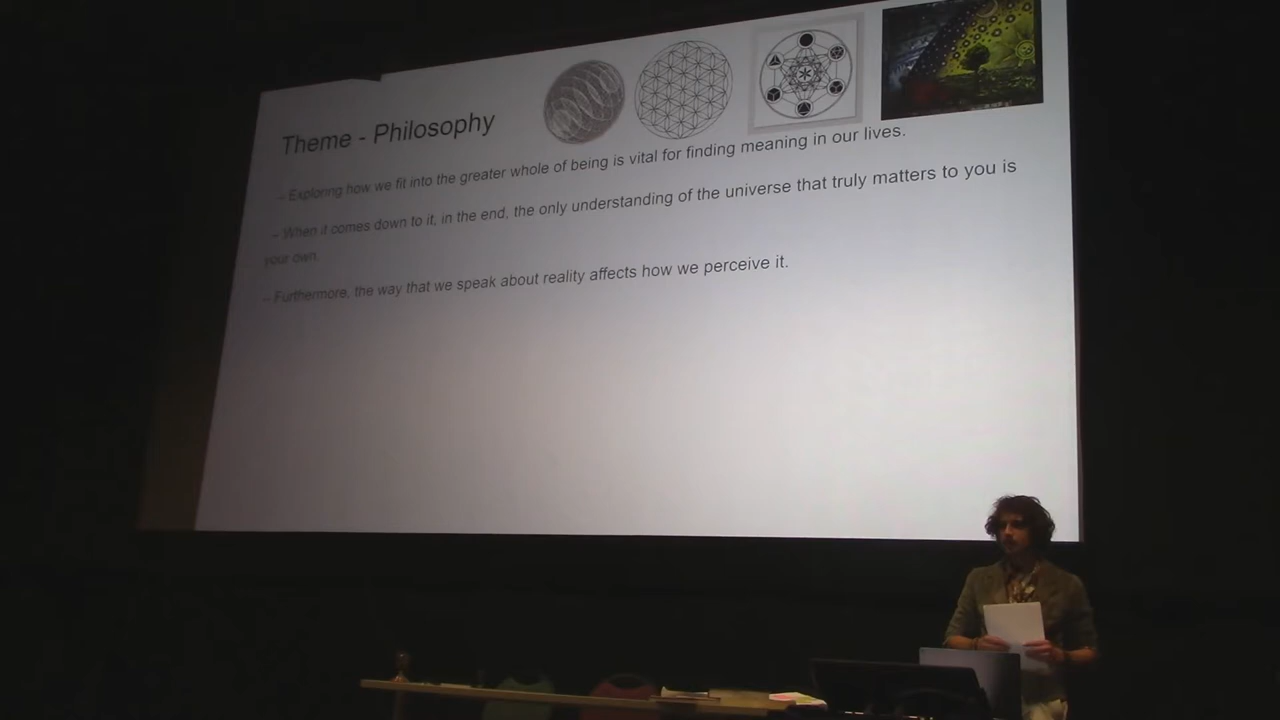 Theme - Philosophy
– Exploring how we fit into the greater whole of being is vital for finding meaning in our lives.
– When it comes down to it, in the end, the only understanding of the universe that truly matters to you is
your own.
– Furthermore, the way that we speak about reality affects how we perceive it.